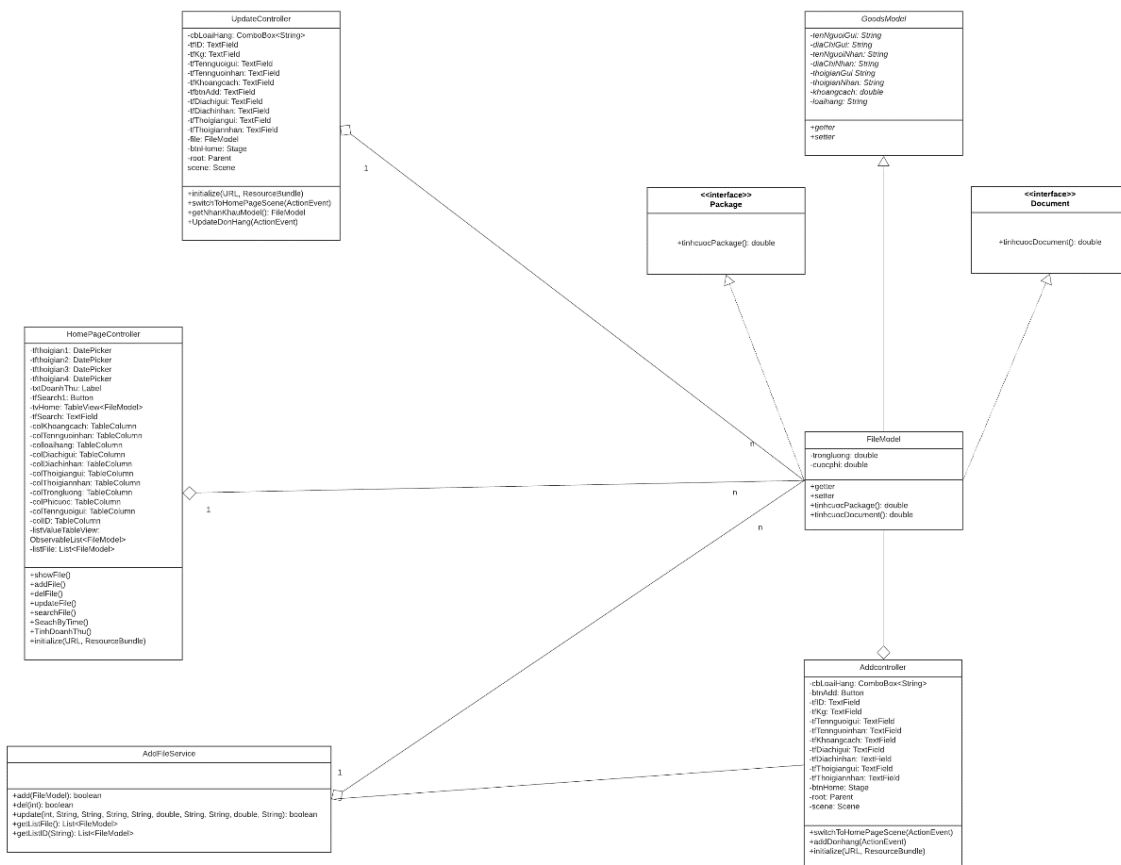 UpdateController
-cbLoaiHang: ComboBox<String>
-tfID: TextField
-tfKg: TextField
-tfTennguoigui: TextField
-tfTennguoinhan: TextField
-tfKhoangcach: TextField
-tfbtnAdd: TextField
-tfDiachigui: TextField
-tfDiachinhan: TextField
-tfThoigiangui: TextField
-tfThoigiannhan: TextField
-file: FileModel
-btnHome: Stage
-root: Parent
scene: Scene
+initialize(URL, ResourceBundle)
+switchToHomePageScene(ActionEvent)
+getNhanKhauModel(): FileModel
+UpdateDonHang(ActionEvent)
GoodsModel
-tenNguoiGui: String
-diaChiGui: String
-tenNguoiNhan: String
-diaChiNhan: String
-thoigianGui String
-thoigianNhan: String
-khoangcach: double
-loaihang: String
+getter
+setter
<<interface>>
Package
+tinhcuocPackage(): double
<<interface>>
Document
+tinhcuocDocument(): double
1
HomePageController
-tfthoigian1: DatePicker
-tfthoigian2: DatePicker
-tfthoigian3: DatePicker
-tfthoigian4: DatePicker
-txtDoanhThu: Label
-tfSearch1: Button
-tvHome: TableView<FileModel>
-tfSearch: TextField
-colKhoangcach: TableColumn
-colTennguoinhan: TableColumn
-colloaihang: TableColumn
-colDiachigui: TableColumn
-colDiachinhan: TableColumn
-colThoigiangui: TableColumn
-colThoigiannhan: TableColumn
-colTrongluong: TableColumn
-colPhicuoc: TableColumn
-colTennguoigui: TableColumn
-colID: TableColumn
-listValueTableView:
ObservableList<FileModel>
-listFile: List<FileModel>
+showFile()
+addFile()
+delFile()
+updateFile()
+searchFile()
+SeachByTime()
+TinhDoanhThu()
+initialize(URL, ResourceBundle)
1
n
n
n
FileModel
-trongluong: double
-cuocphi: double
+getter
+setter
+tinhcuocPackage(): double
+tinhcuocDocument(): double
AddFileService
+add(FileModel): boolean
+del(int): boolean
+update(int, String, String, String, String, double, String, String, double, String): boolean
+getListFile(): List<FileModel>
+getListID(String): List<FileModel>
1
Addcontroller
-cbLoaiHang: ComboBox<String>
-btnAdd: Button
-tfID: TextField
-tfKg: TextField
-tfTennguoigui: TextField
-tfTennguoinhan: TextField
-tfKhoangcach: TextField
-tfDiachigui: TextField
-tfDiachinhan: TextField
-tfThoigiangui: TextField
-tfThoigiannhan: TextField
-btnHome: Stage
-root: Parent
-scene: Scene
+switchToHomePageScene(ActionEvent)
+addDonhang(ActionEvent)
+initialize(URL, ResourceBundle)